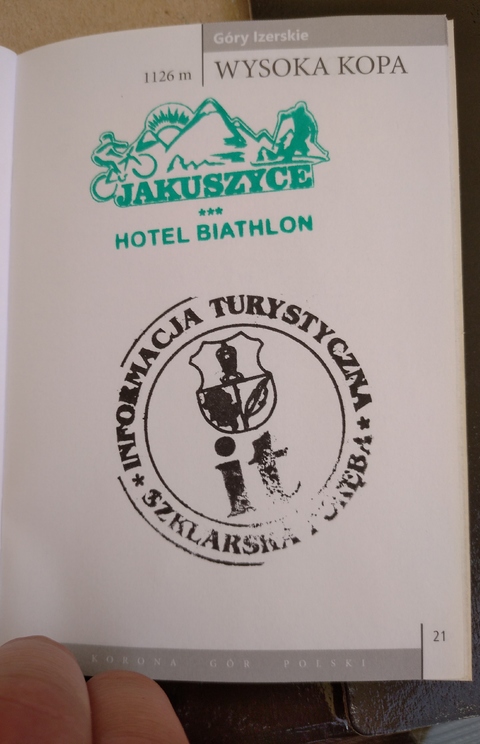 Góry Izerskie
1126 m
WYSOKA KOPA
JAKUSZYCE
***
HOTEL BIATHLON
* INFORMACJA TURYSTYCZNA *
it
SZKLARSKA PORĘBA
21
KORONA GÓR POLSKI